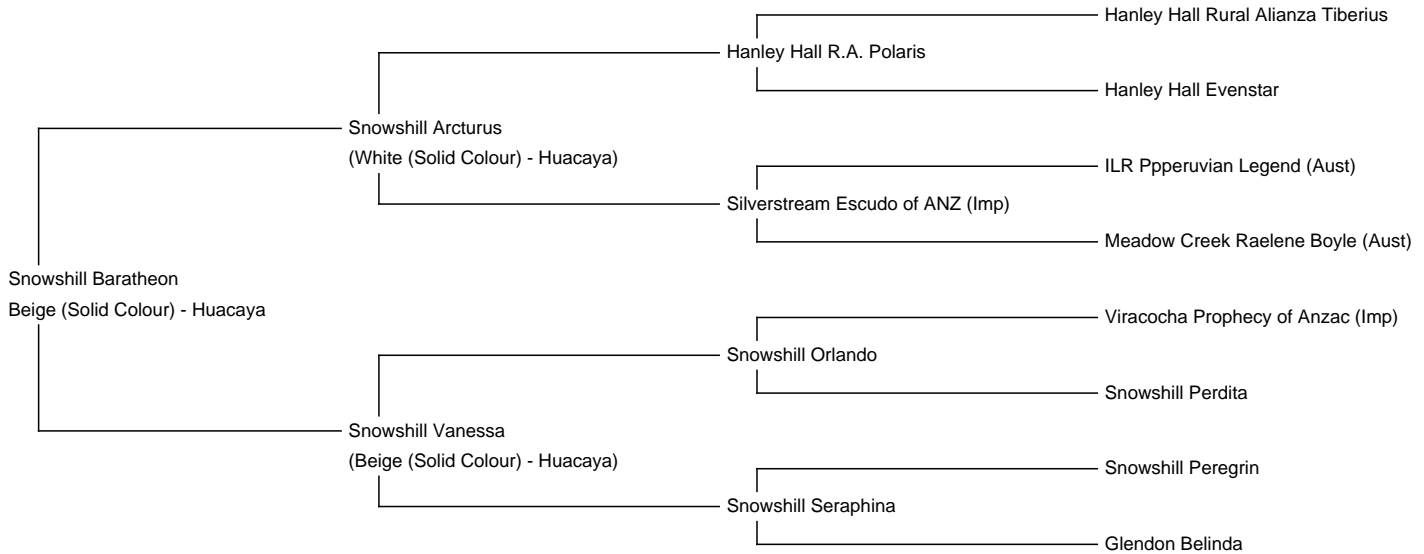 Hanley Hall Rural Alianza Tiberius
Hanley Hall R.A. Polaris
Hanley Hall Evenstar
Snowshill Arcturus
(White (Solid Colour) - Huacaya)
ILR Ppperuvian Legend (Aust)
Silverstream Escudo of ANZ (Imp)
Meadow Creek Raelene Boyle (Aust)
Snowshill Baratheon
Beige (Solid Colour) - Huacaya
Viracocha Prophecy of Anzac (Imp)
Snowshill Orlando
Snowshill Perdita
Snowshill Vanessa
(Beige (Solid Colour) - Huacaya)
Snowshill Peregrin
Snowshill Seraphina
Glendon Belinda